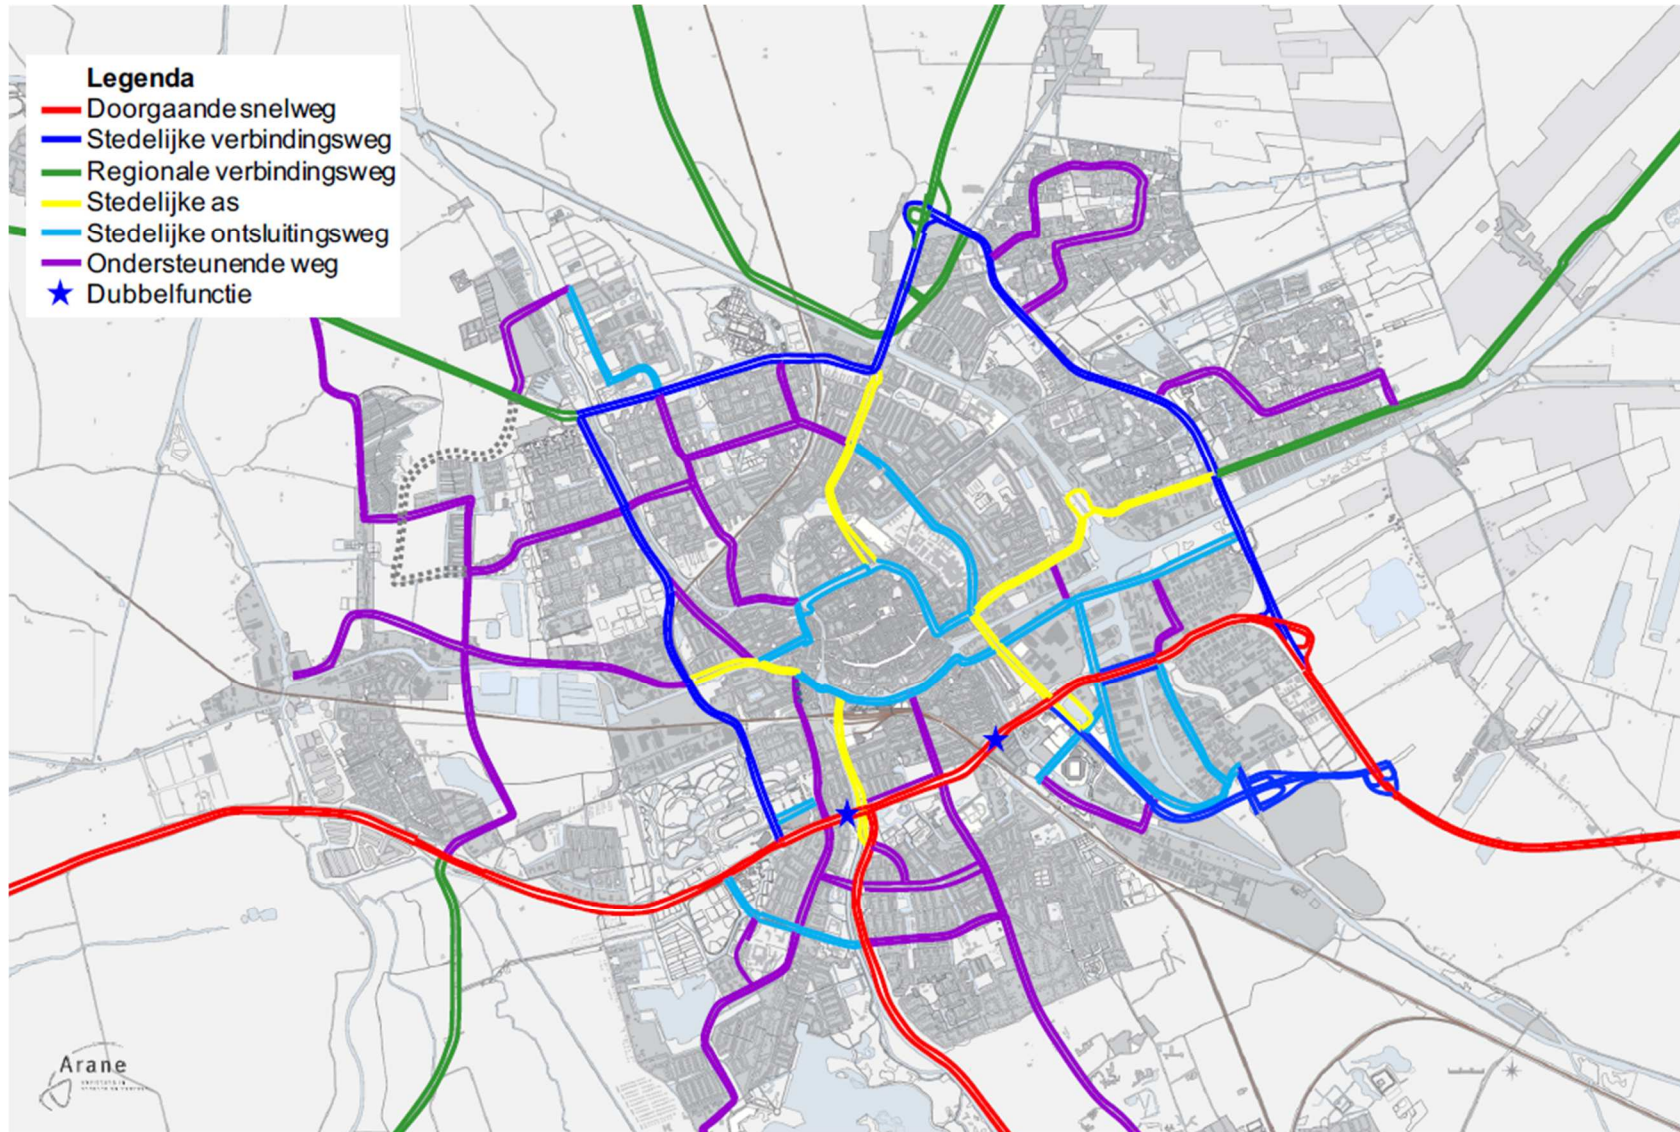 Legenda
Doorgaande snelweg
Stedelijke verbindingsweg
Regionale verbindingsweg
Stedelijke as
Stedelijke ontsluitingsweg
Ondersteunende weg
Dubbelfunctie
Arane